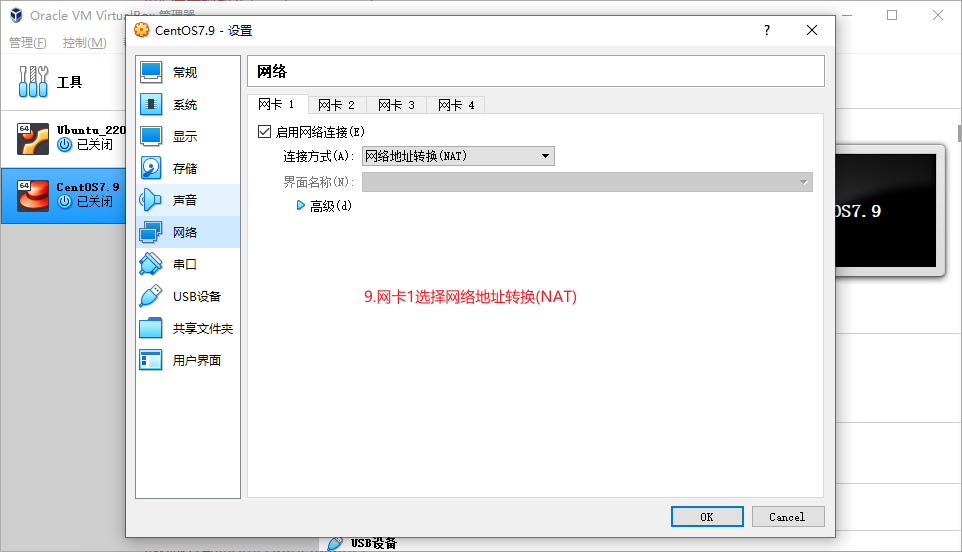 Oracle VM VirtualBox 管理器
管理(F) 控制(M)
工具
Ubuntu_220
已关闭
CentOS7.9
已关闭
CentOS7.9 - 设置
?
常规
系统
显示
存储
声音
网络
串口
USB设备
共享文件夹
用户界面
网络
网卡 1 网卡 2 网卡 3 网卡 4
启用网络连接(E)
连接方式(A): 网络地址转换(NAT)
界面名称(N):
高级(d)
9.网卡1选择网络地址转换(NAT)
OK Cancel
OS7.9
USB设备